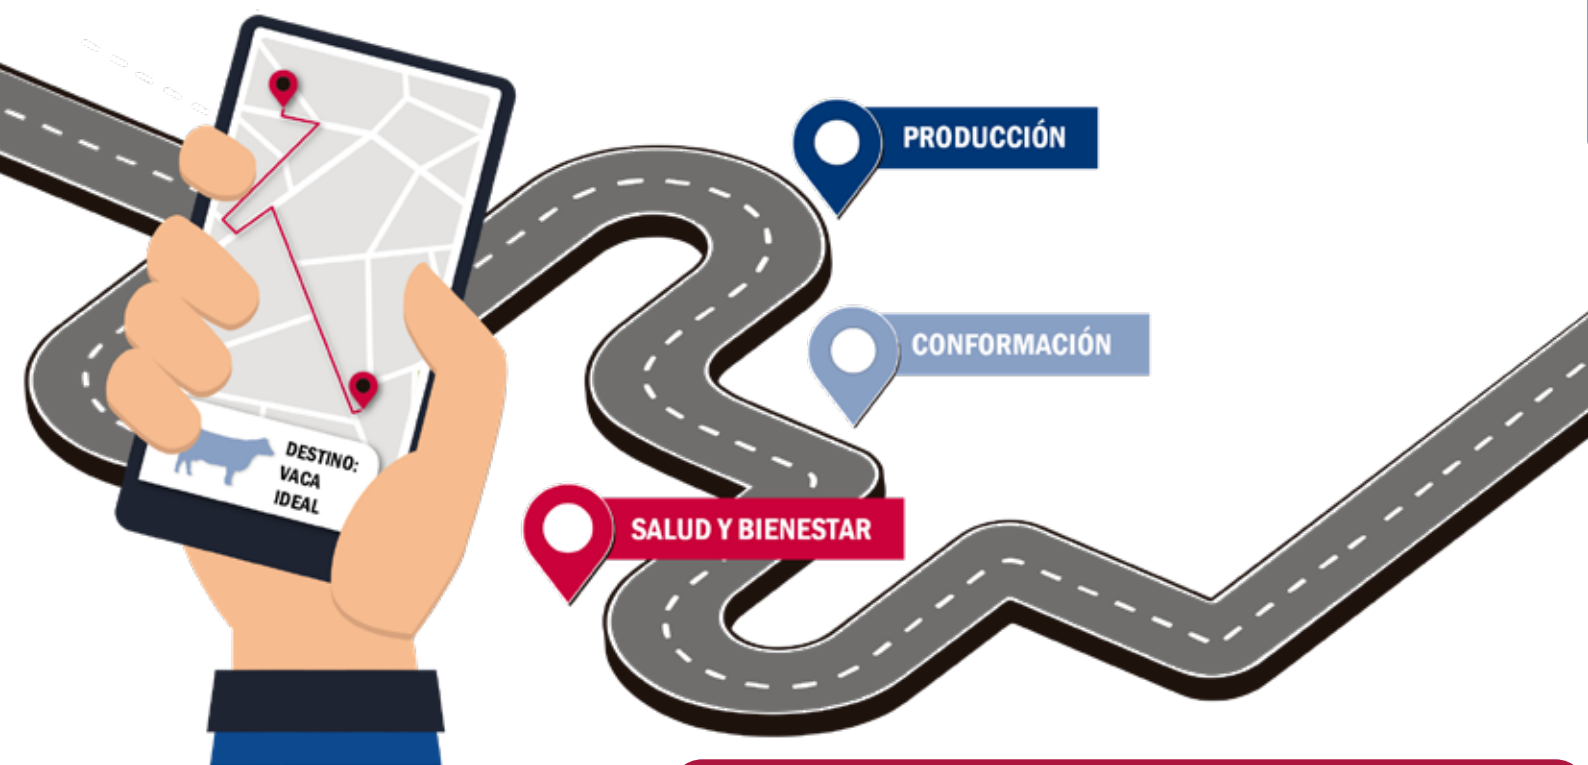 PRODUCCIÓN
CONFORMACIÓN
DESTINO:
VACA
IDEAL
SALUD Y BIENESTAR